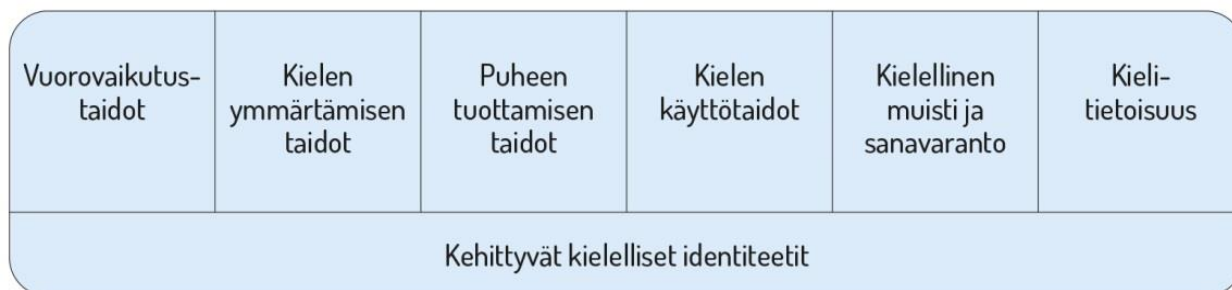 Vuorovaikutus-
taidot
Kielen
ymmärtämisen
taidot
Puheen
tuottamisen
taidot
Kielen
käyttötaidot
Kielellinen
muisti ja
sanavaranto
Kieli-
tietoisuus
Kehittyvät kielelliset identiteetit